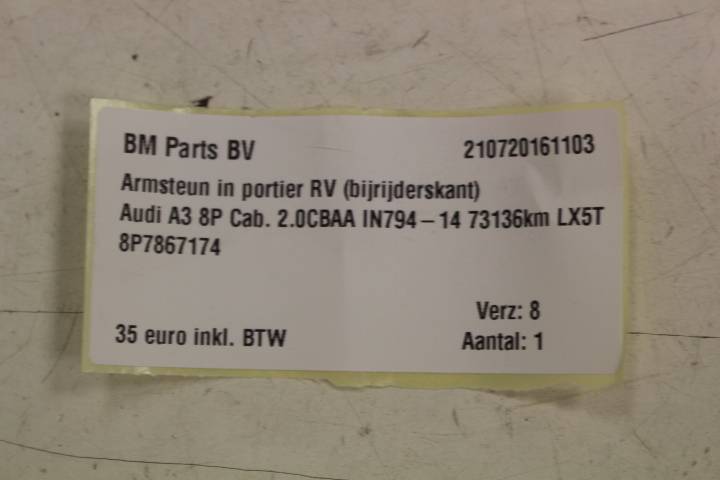 BM Parts BV 210720161103
Armsteun in portier RV (bijrijderskant)
Audi A3 8P Cab. 2.0CBAA IN794-14 73136km LX5T
8P7867174
Verz: 8
35 euro inkl. BTW Aantal: 1